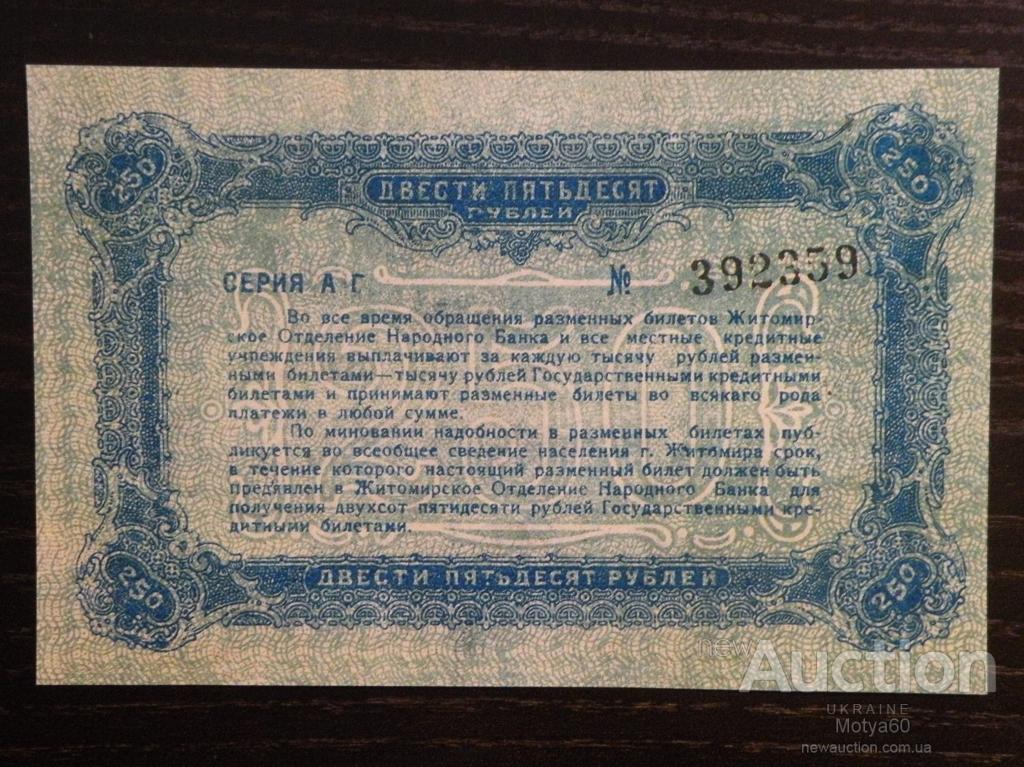 250
ДВЕСТИ ПЯТЬДЕСЯТ
РУБЛЕЙ
250
СЕРИЯ А Г № 392359
Во все время обращения разменных билетов Житомир-
ское Отделение Народного Банка и все местные кредитные
учреждения выплачивают за каждую тысячу рублей размен-
ными билетами—тысячу рублей Государственными кредитными
билетами и принимают разменные билеты во всякаго рода
платежи в любой сумме.
По миновании надобности в разменных билетах пуб-
ликуется во всеобщее сведение населения г. Житомира срок,
в течение которого настоящий разменный билет должен быть
предявлен в Житомирское Отделение Народного Банка для
получения двухсот пятидесяти рублей Государственными кре-
дитными билетами.
250
ДВЕСТИ ПЯТЬДЕСЯТ РУБЛЕЙ
250
newAuction
UKRAINE
Motya60
newauction.com.ua